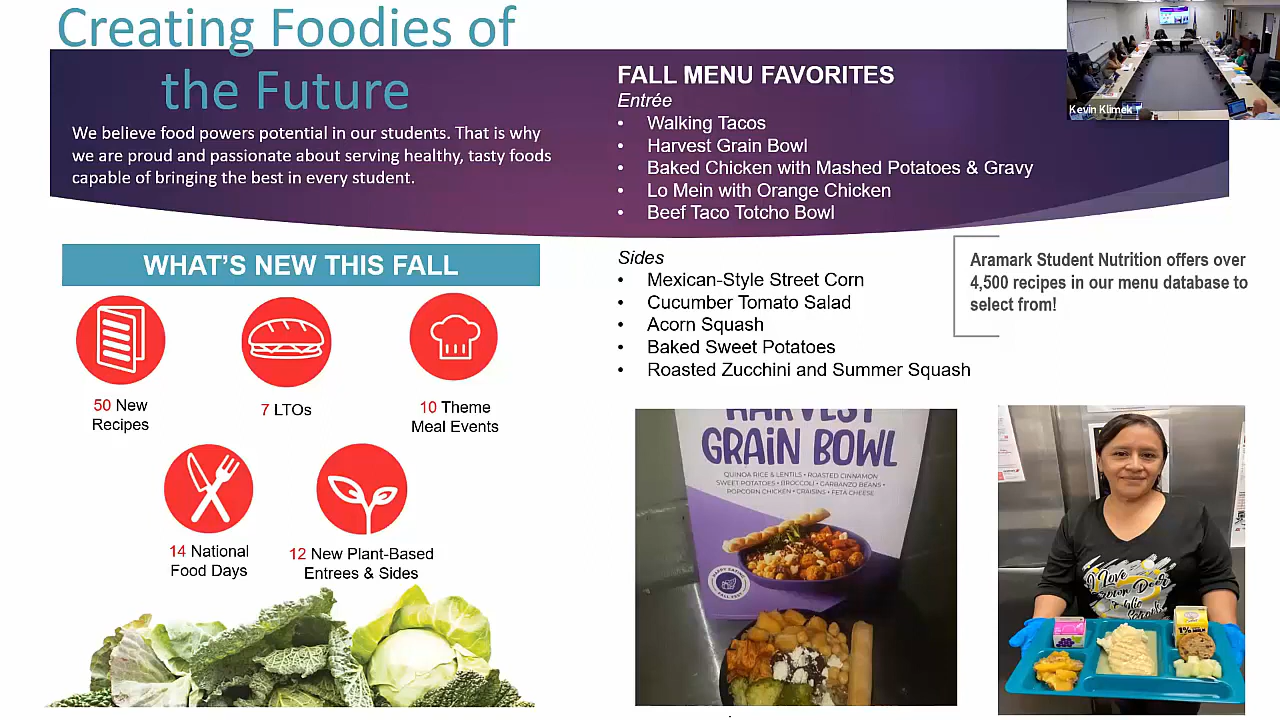 Creating Foodies of
the Future
We believe food powers potential in our students. That is why
we are proud and passionate about serving healthy, tasty foods
capable of bringing the best in every student.
FALL MENU FAVORITES
Entrée
• Walking Tacos
• Harvest Grain Bowl
• Baked Chicken with Mashed Potatoes & Gravy
• Lo Mein with Orange Chicken
• Beef Taco Totcho Bowl
Kevin Klimek
WHAT'S NEW THIS FALL
50 New
Recipes
7 LTOs
10 Theme
Meal Events
14 National
Food Days
12 New Plant-Based
Entrees & Sides
Sides
• Mexican-Style Street Corn
• Cucumber Tomato Salad
• Acorn Squash
• Baked Sweet Potatoes
• Roasted Zucchini and Summer Squash
Aramark Student Nutrition offers over
4,500 recipes in our menu database to
select from!
HARVEST
GRAIN BOWL
QUINOA RICE & LENTILS • ROASTED CINNAMON
SWEET POTATOES • BROCCOLI • GARBANZO BEANS •
POPCORN CHICKEN • CRAISINS • FETA CHEESE
I Love
1%